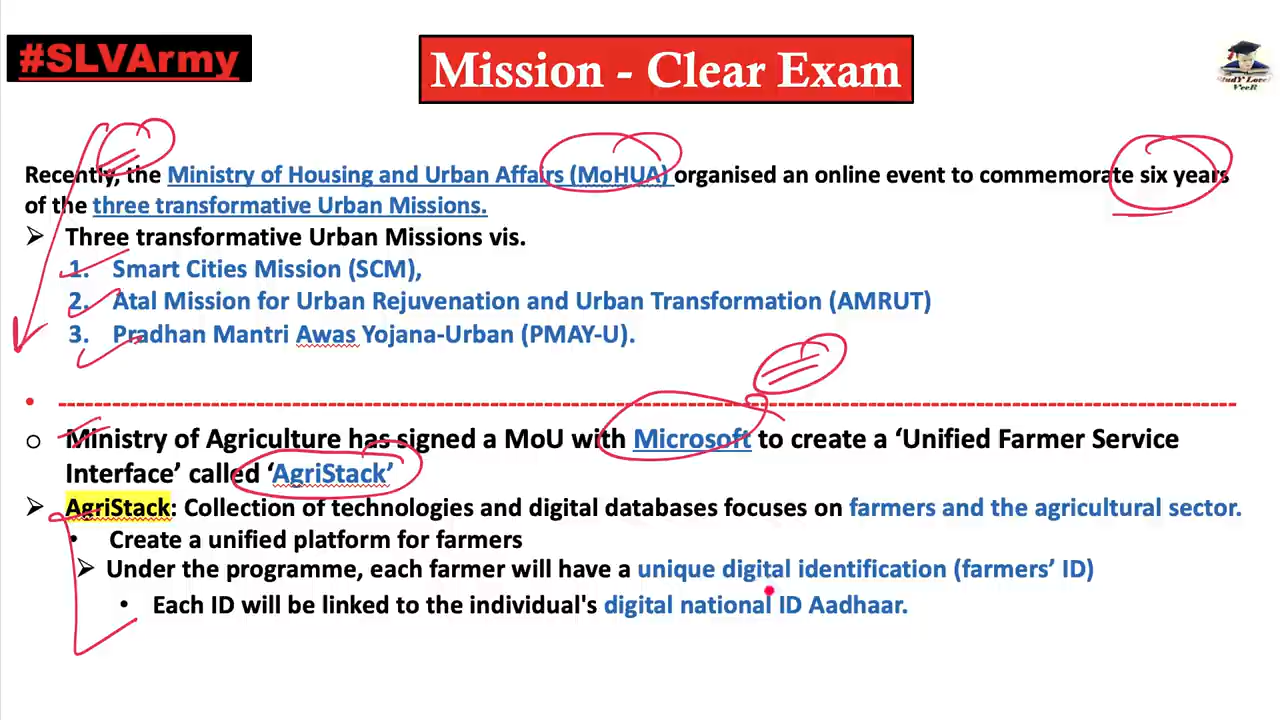 #SLVArmy
Mission - Clear Exam
StudY LoveR
VeeR
Recently, the Ministry of Housing and Urban Affairs (MoHUA) organised an online event to commemorate six years
of the three transformative Urban Missions.
➢ Three transformative Urban Missions vis.
1. Smart Cities Mission (SCM),
2. Atal Mission for Urban Rejuvenation and Urban Transformation (AMRUT)
3. Pradhan Mantri Awas Yojana-Urban (PMAY-U).
• --------------------------------------------------------------------------------
o Ministry of Agriculture has signed a MoU with Microsoft to create a ‘Unified Farmer Service
Interface’ called ‘AgriStack’
➢ AgriStack: Collection of technologies and digital databases focuses on farmers and the agricultural sector.
• Create a unified platform for farmers
➢ Under the programme, each farmer will have a unique digital identification (farmers’ ID)
• Each ID will be linked to the individual's digital national ID Aadhaar.